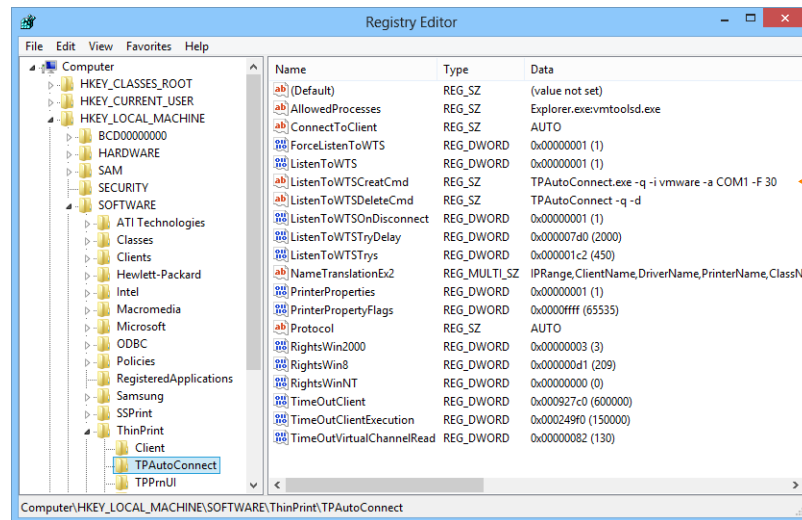 Registry Editor
File Edit View Favorites Help
Computer
HKEY_CLASSES_ROOT
HKEY_CURRENT_USER
HKEY_LOCAL_MACHINE
BCD00000000
HARDWARE
SAM
SECURITY
SOFTWARE
ATI Technologies
Classes
Clients
Hewlett-Packard
Intel
Macromedia
Microsoft
ODBC
Policies
RegisteredApplications
Samsung
SSPrint
ThinPrint
Client
TPAutoConnect
TPPrnUI
Name Type Data
(Default) REG_SZ (value not set)
AllowedProcesses REG_SZ Explorer.exe:vmtoolsd.exe
ConnectToClient REG_SZ AUTO
ForceListenToWTS REG_DWORD 0x00000001 (1)
ListenToWTS REG_DWORD 0x00000001 (1)
ListenToWTSCreatCmd REG_SZ TPAutoConnect.exe -q -i vmware -a COM1 -F 30
ListenToWTSDeleteCmd REG_SZ TPAutoConnect -q -d
ListenToWTSOnDisconnect REG_DWORD 0x00000001 (1)
ListenToWTSTryDelay REG_DWORD 0x000007d0 (2000)
ListenToWTSTrys REG_DWORD 0x000001c2 (450)
NameTranslationEx2 REG_MULTI_SZ IPRange,ClientName,DriverName,PrinterName,ClassN
PrinterProperties REG_DWORD 0x00000001 (1)
PrinterPropertyFlags REG_DWORD 0x0000ffff (65535)
Protocol REG_SZ AUTO
RightsWin2000 REG_DWORD 0x00000003 (3)
RightsWin8 REG_DWORD 0x000000d1 (209)
RightsWinNT REG_DWORD 0x00000000 (0)
TimeOutClient REG_DWORD 0x000927c0 (600000)
TimeOutClientExecution REG_DWORD 0x000249f0 (150000)
TimeOutVirtualChannelRead REG_DWORD 0x00000082 (130)
Computer\HKEY_LOCAL_MACHINE\SOFTWARE\ThinPrint\TPAutoConnect